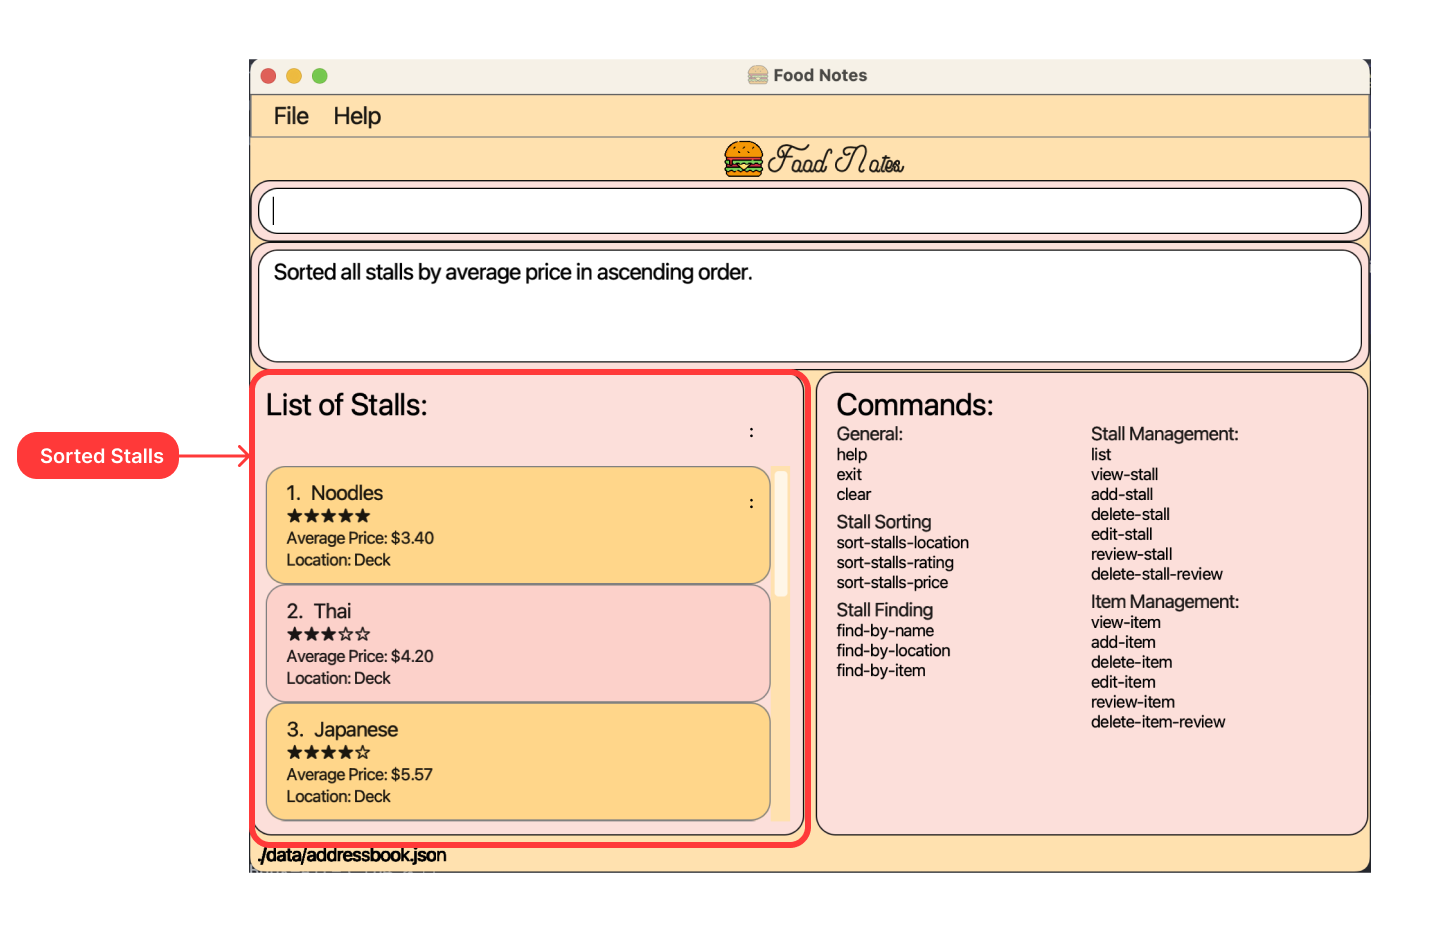 Food Notes
File Help
Food Notes
Sorted all stalls by average price in ascending order.
Sorted Stalls
List of Stalls:
:
1. Noodles
:
★★★★★
Average Price: $3.40
Location: Deck
2. Thai
★★★☆☆
Average Price: $4.20
Location: Deck
3. Japanese
★★★★☆
Average Price: $5.57
Location: Deck
Commands:
General:
help
exit
clear
Stall Sorting
sort-stalls-location
sort-stalls-rating
sort-stalls-price
Stall Finding
find-by-name
find-by-location
find-by-item
Stall Management:
list
view-stall
add-stall
delete-stall
edit-stall
review-stall
delete-stall-review
Item Management:
view-item
add-item
delete-item
edit-item
review-item
delete-item-review
./data/addressbook.json